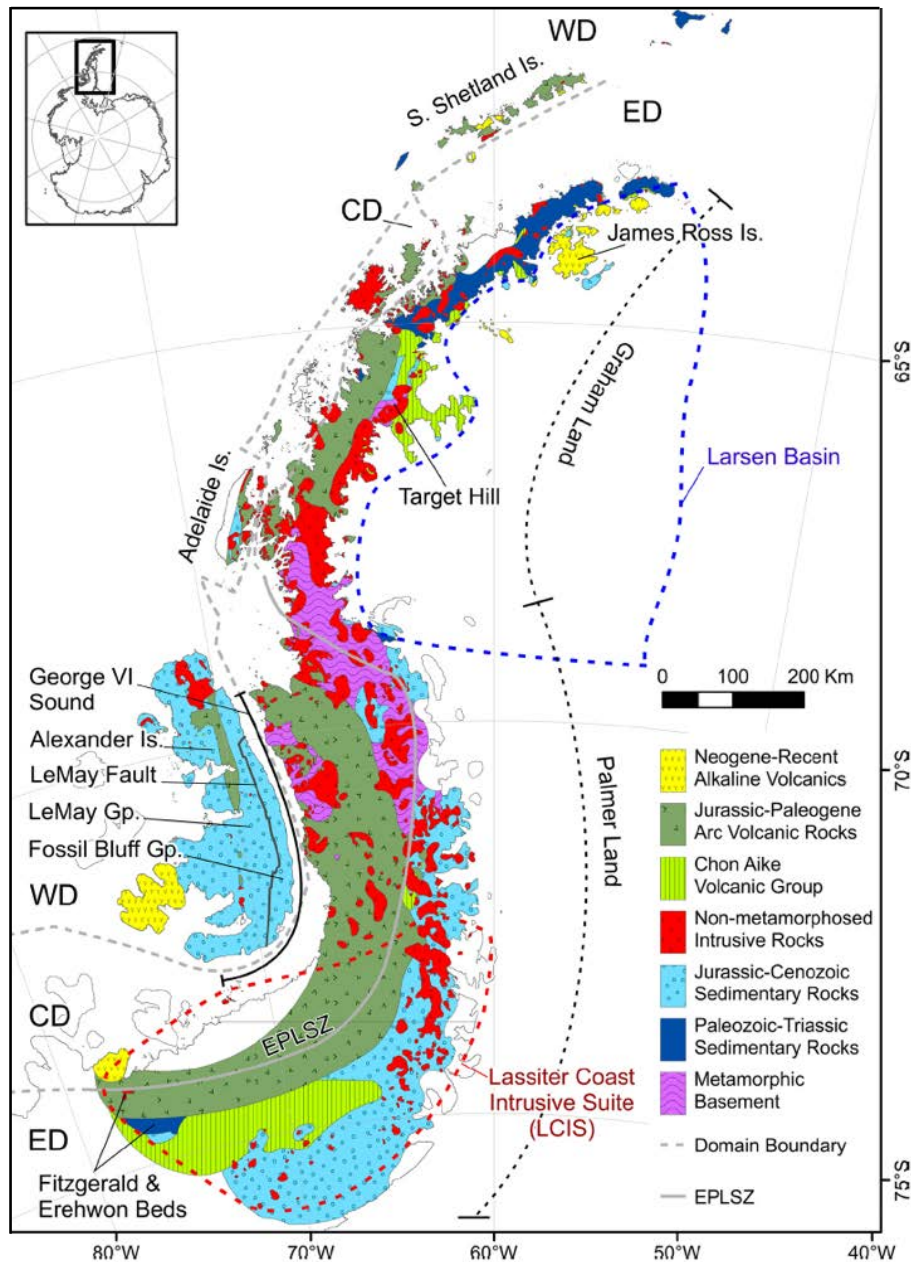 WD
S. Shetland Is.
ED
CD
James Ross Is.
65°S
Graham Land
Larsen Basin
Target Hill
Adelaide Is.
George VI
Sound
Alexander Is.
LeMay Fault
LeMay Gp.
Fossil Bluff Gp.
WD
CD
EPLSZ
ED
Fitzgerald &
Erehwon Beds
Lassiter Coast
Intrusive Suite
(LCIS)
Palmer Land
0 100 200 Km
70°S
Neogene-Recent
Alkaline Volcanics
Jurassic-Paleogene
Arc Volcanic Rocks
Chon Aike
Volcanic Group
Non-metamorphosed
Intrusive Rocks
Jurassic-Cenozoic
Sedimentary Rocks
Paleozoic-Triassic
Sedimentary Rocks
Metamorphic
Basement
Domain Boundary
EPLSZ
75°S
80°W 70°W 60°W 50°W 40°W